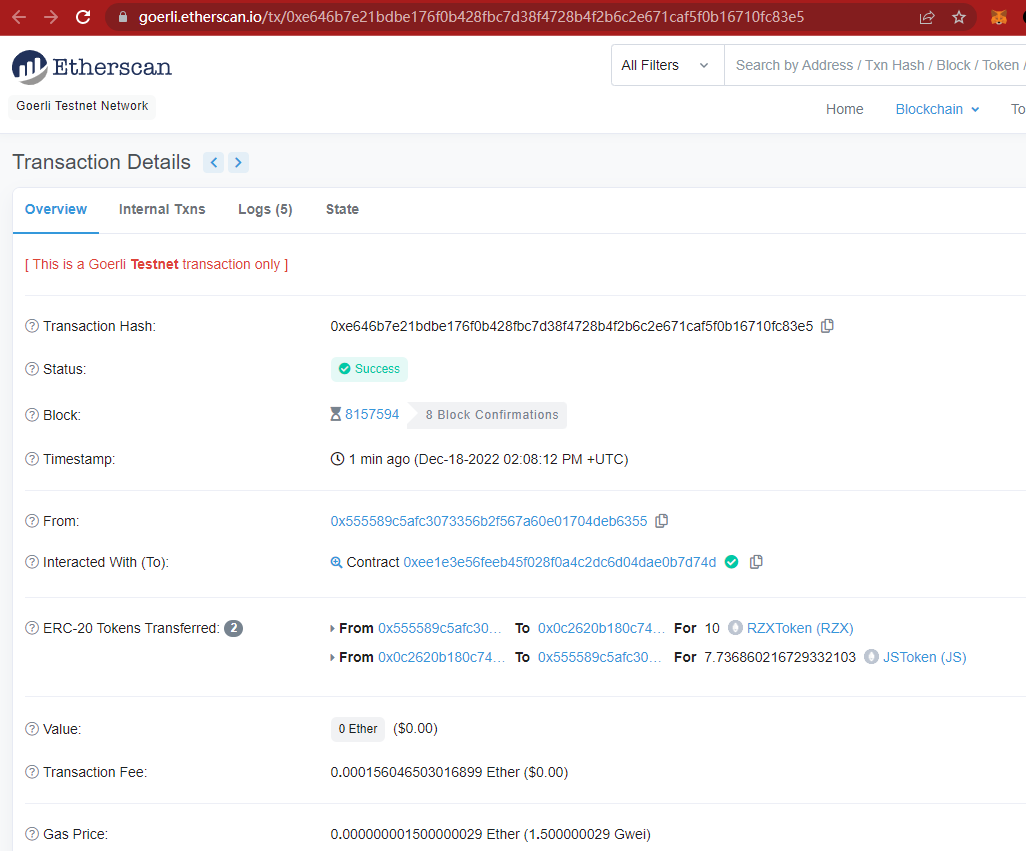 goerli.etherscan.io/tx/0xe646b7e21bdbe176f0b428fbc7d38f4728b4f2b6c2e671caf5f0b16710fc83e5
Etherscan
All Filters
Search by Address / Txn Hash / Block / Token /
Goerli Testnet Network
Home
Blockchain
To
Transaction Details
Overview
Internal Txns
Logs (5)
State
[ This is a Goerli Testnet transaction only ]
Transaction Hash:
0xe646b7e21bdbe176f0b428fbc7d38f4728b4f2b6c2e671caf5f0b16710fc83e5
Status:
Success
Block:
8157594
8 Block Confirmations
Timestamp:
1 min ago (Dec-18-2022 02:08:12 PM +UTC)
From:
0x555589c5afc3073356b2f567a60e01704deb6355
Interacted With (To):
Contract 0xee1e3e56feeb45f028f0a4c2dc6d04dae0b7d74d
ERC-20 Tokens Transferred: 2
From 0x555589c5afc30... To 0x0c2620b180c74... For 10 RZXToken (RZX)
From 0x0c2620b180c74... To 0x555589c5afc30... For 7.736860216729332103 JSToken (JS)
Value:
0 Ether ($0.00)
Transaction Fee:
0.000156046503016899 Ether ($0.00)
Gas Price:
0.000000001500000029 Ether (1.500000029 Gwei)